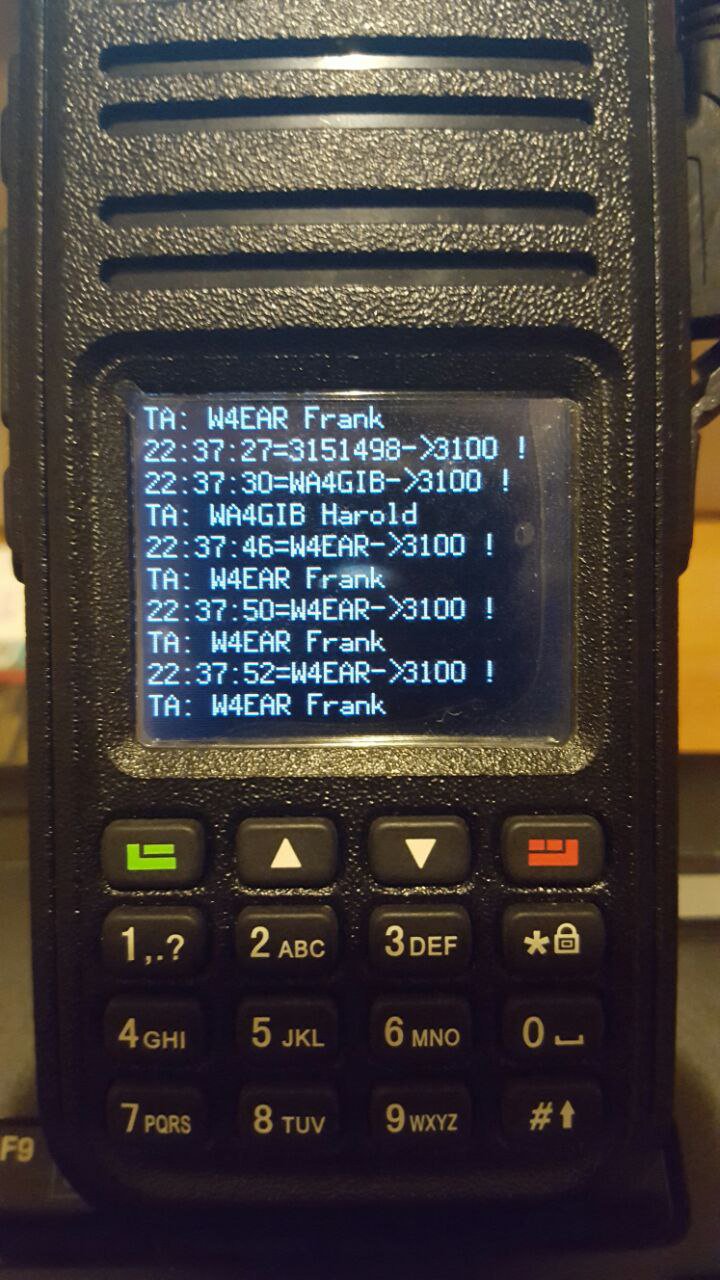 TA: W4EAR Frank
22:37:27=3151498->3100 !
22:37:30=WA4GIB->3100 !
TA: WA4GIB Harold
22:37:46=W4EAR->3100 !
TA: W4EAR Frank
22:37:50=W4EAR->3100 !
TA: W4EAR Frank
22:37:52=W4EAR->3100 !
TA: W4EAR Frank
1,.? 2 ABC 3 DEF *
4 GHI 5 JKL 6 MNO 0
7 PQRS 8 TUV 9 WXYZ #
F9